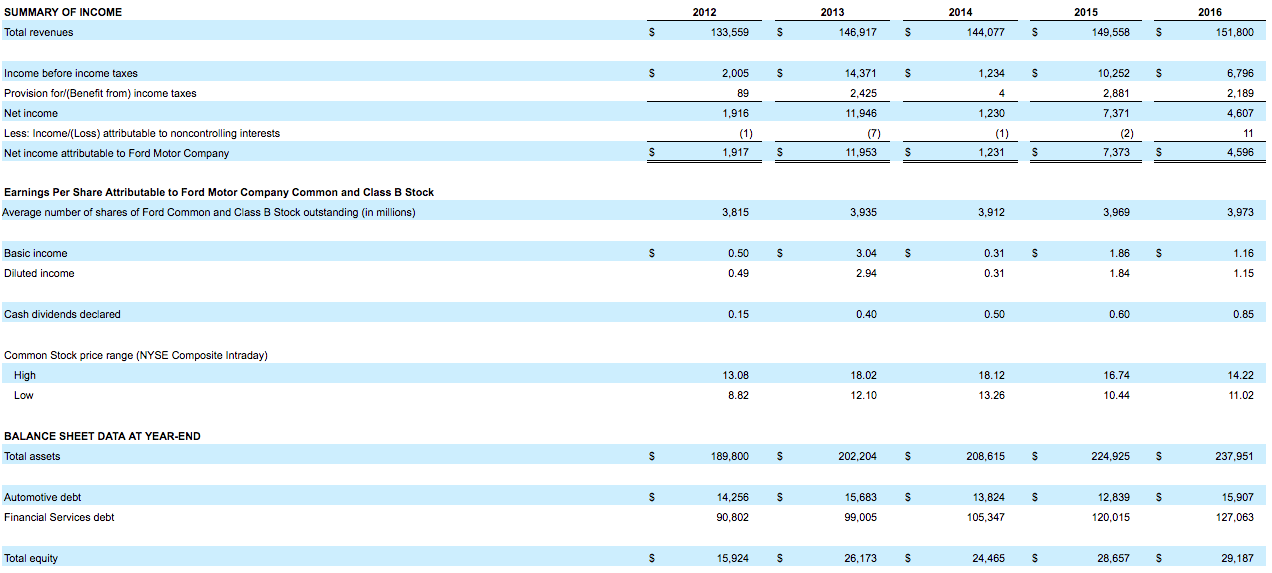 SUMMARY OF INCOME 2012 2013 2014 2015 2016
Total revenues $ 133,559 $ 146,917 $ 144,077 $ 149,558 $ 151,800
Income before income taxes $ 2,005 $ 14,371 $ 1,234 $ 10,252 $ 6,796
Provision for/(Benefit from) income taxes 89 2,425 4 2,881 2,189
Net income 1,916 11,946 1,230 7,371 4,607
Less: Income/(Loss) attributable to noncontrolling interests (1) (7) (1) (2) 11
Net income attributable to Ford Motor Company $ 1,917 $ 11,953 $ 1,231 $ 7,373 $ 4,596
Earnings Per Share Attributable to Ford Motor Company Common and Class B Stock
Average number of shares of Ford Common and Class B Stock outstanding (in millions) 3,815 3,935 3,912 3,969 3,973
Basic income $ 0.50 $ 3.04 $ 0.31 $ 1.86 $ 1.16
Diluted income 0.49 2.94 0.31 1.84 1.15
Cash dividends declared 0.15 0.40 0.50 0.60 0.85
Common Stock price range (NYSE Composite Intraday)
High 13.08 18.02 18.12 16.74 14.22
Low 8.82 12.10 13.26 10.44 11.02
BALANCE SHEET DATA AT YEAR-END
Total assets $ 189,800 $ 202,204 $ 208,615 $ 224,925 $ 237,951
Automotive debt $ 14,256 $ 15,683 $ 13,824 $ 12,839 $ 15,907
Financial Services debt 90,802 99,005 105,347 120,015 127,063
Total equity $ 15,924 $ 26,173 $ 24,465 $ 28,657 $ 29,187